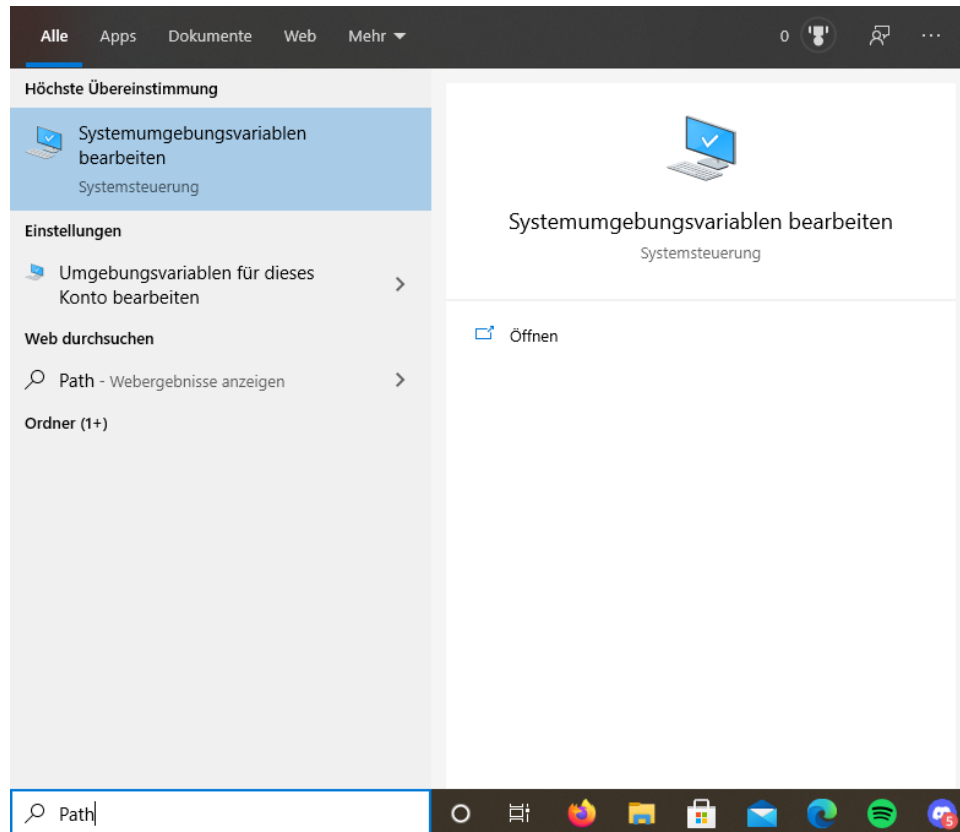 Alle Apps Dokumente Web Mehr 0 ...
Höchste Übereinstimmung
Systemumgebungsvariablen
bearbeiten
Systemsteuerung
Einstellungen
Umgebungsvariablen für dieses
Konto bearbeiten
Web durchsuchen
Path - Webergebnisse anzeigen
Ordner (1+)
Systemumgebungsvariablen bearbeiten
Systemsteuerung
Öffnen
Path
5